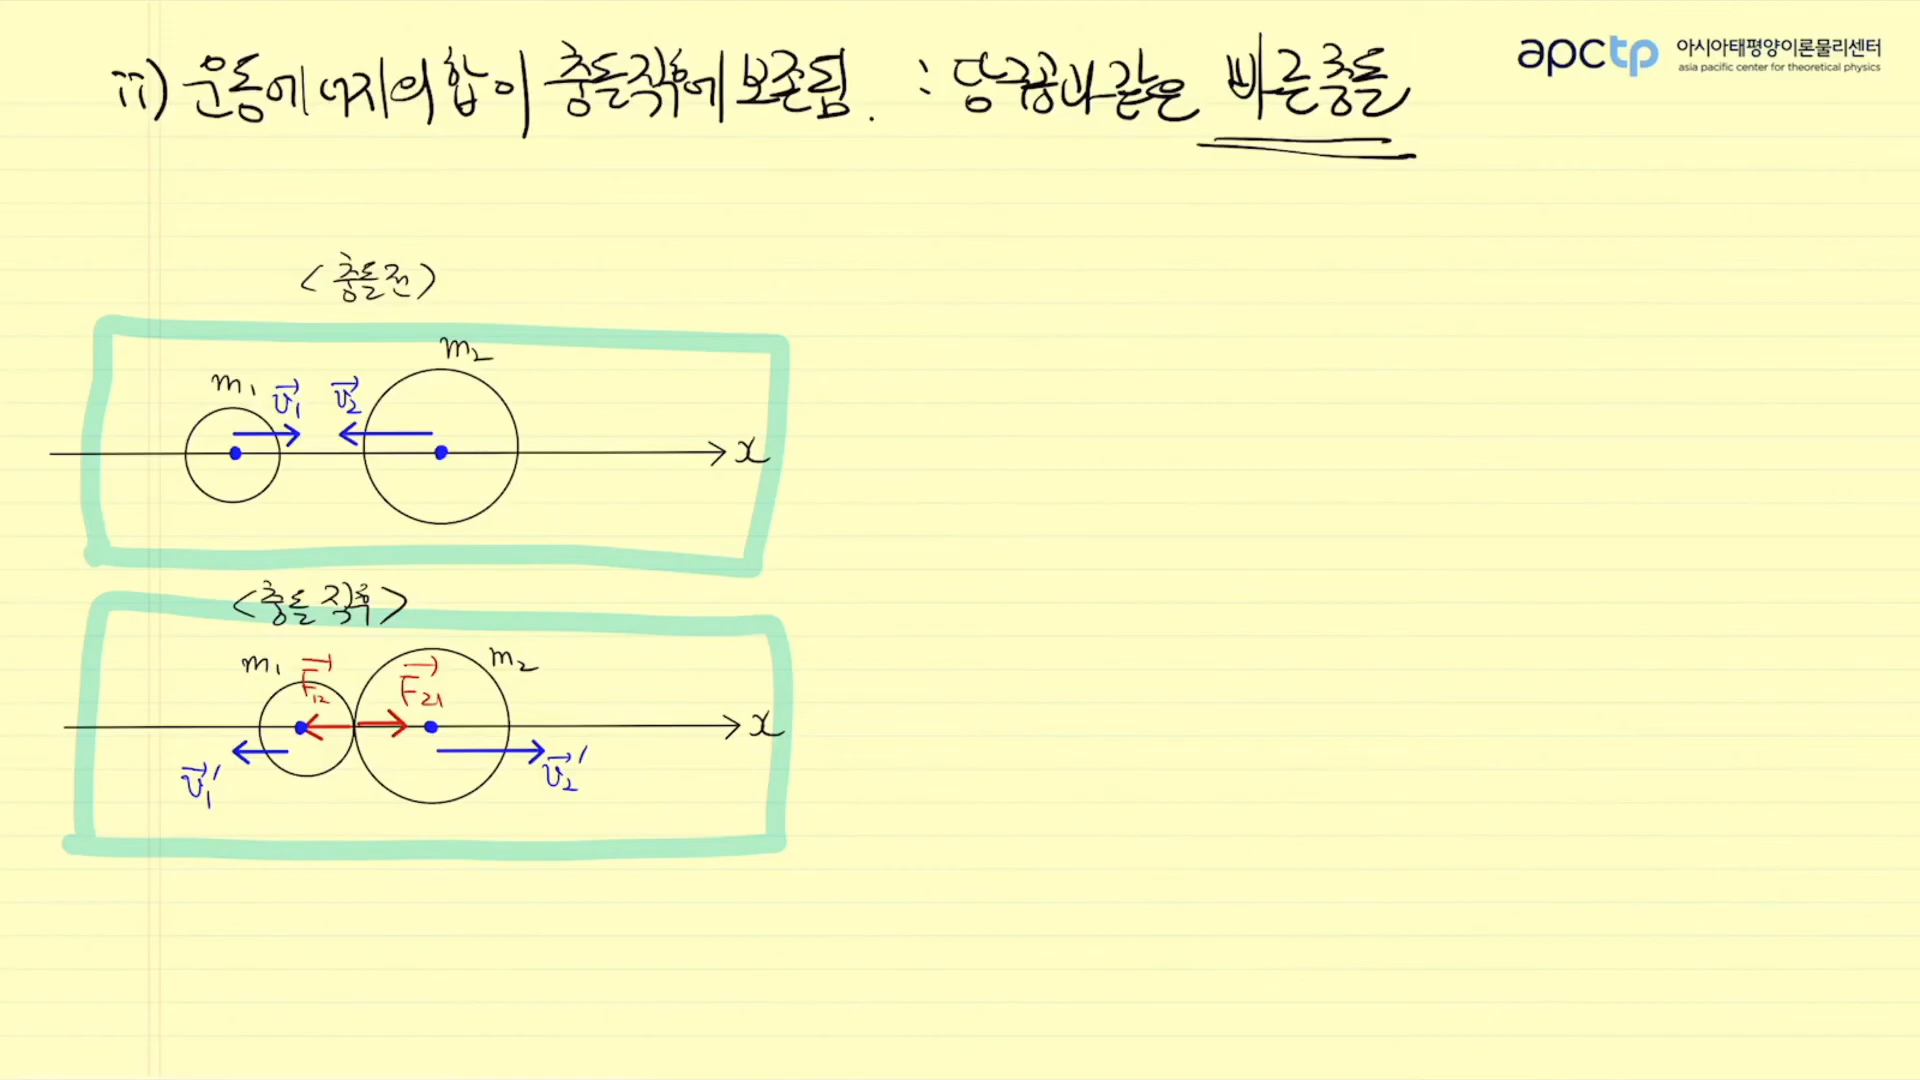 ii) 운동에너지의 합이 충돌직후에 보존됨. : 당구공과 같은 빠른충돌
apctp 아시아태평양이론물리센터
asia pacific center for theoretical physics
<충돌전>
m₂
m₁ v⃗₁ v⃗₂
x
<충돌 직후>
m₁ F⃗₁₂ F⃗₂₁ m₂
x
v⃗₁′ v⃗₂′